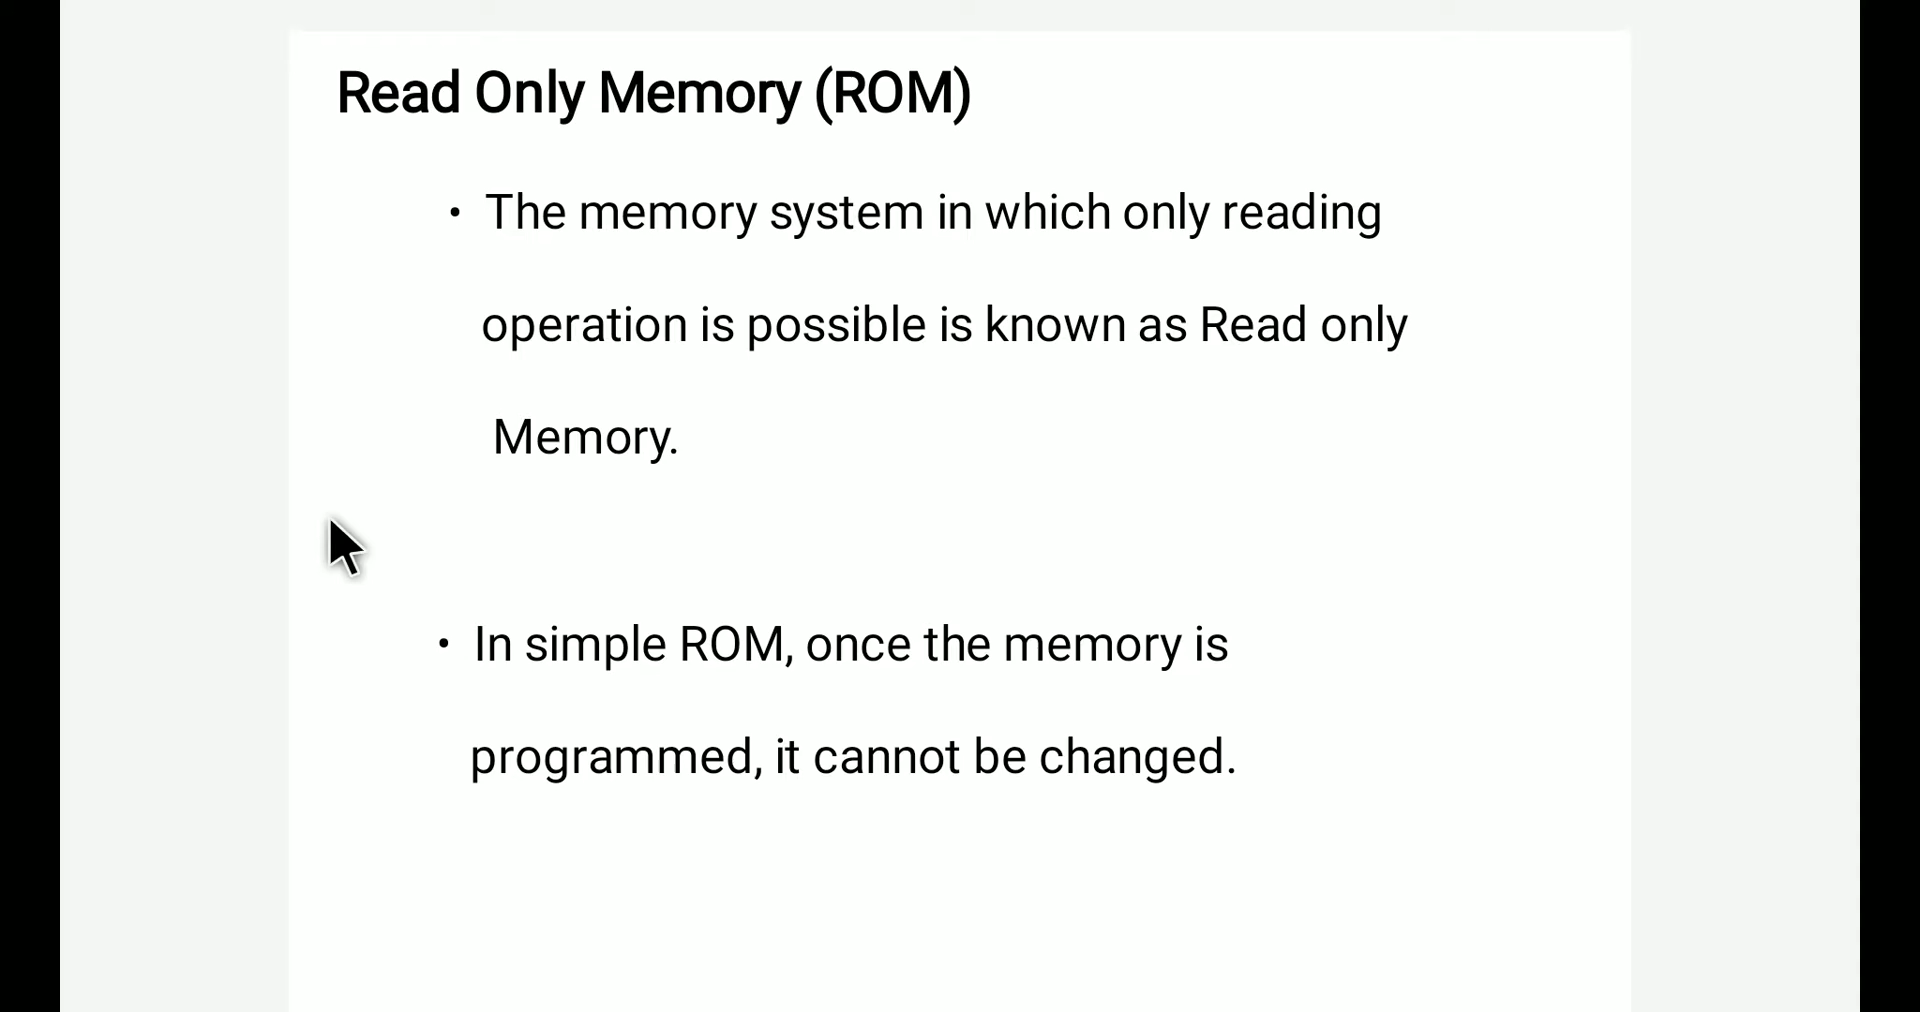 Read Only Memory (ROM)
• The memory system in which only reading
operation is possible is known as Read only
Memory.
• In simple ROM, once the memory is
programmed, it cannot be changed.